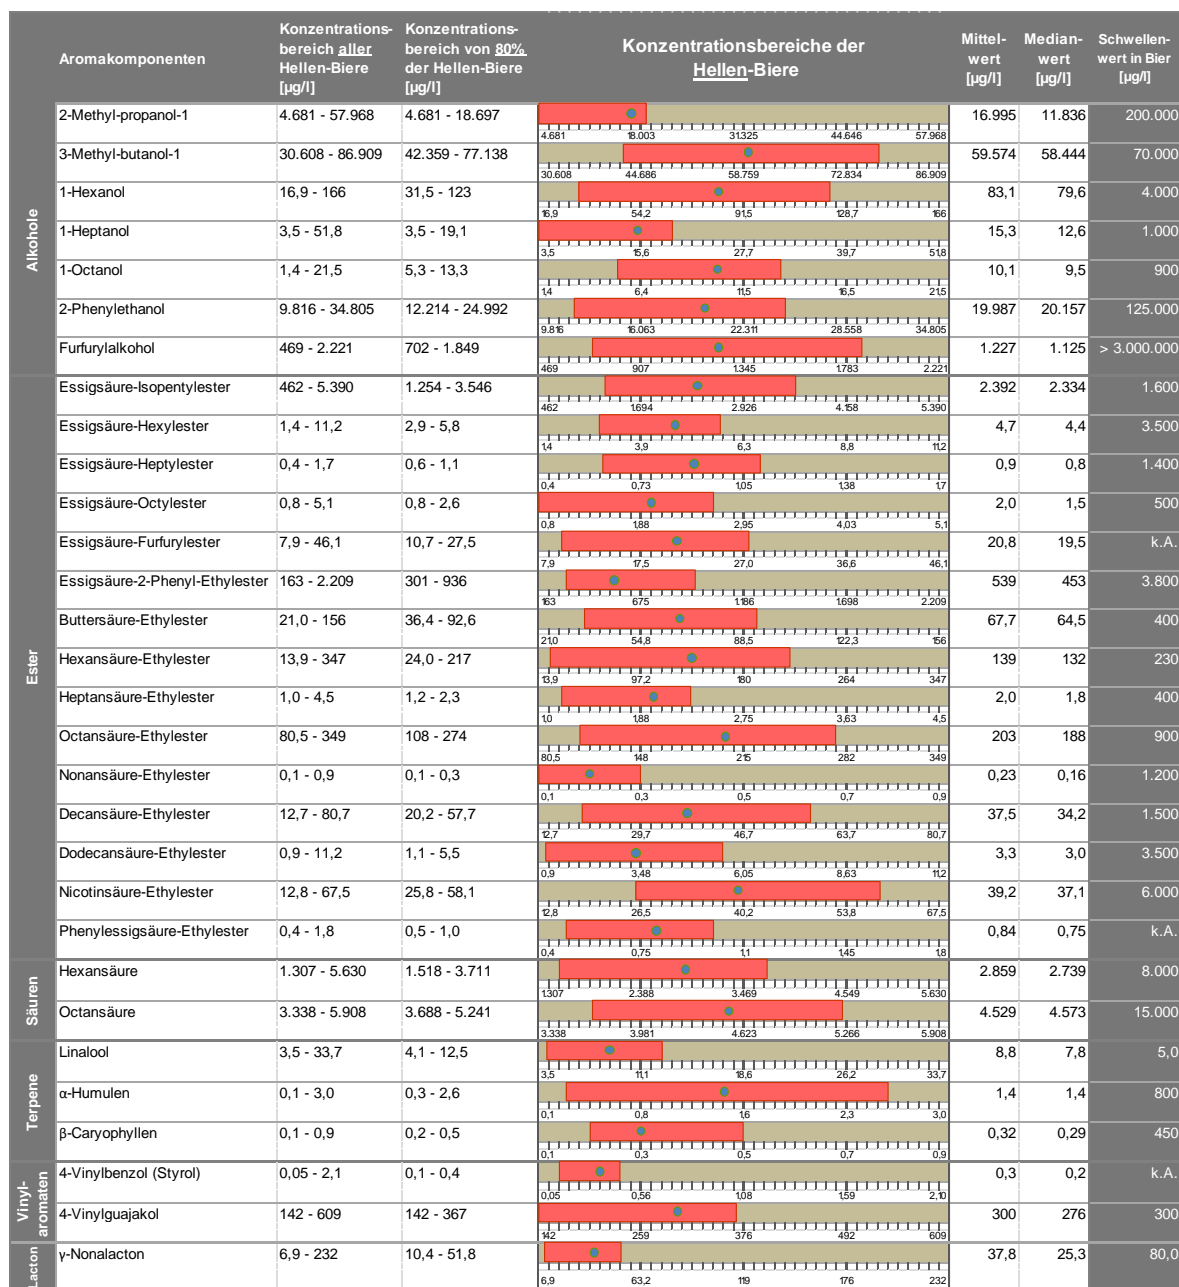 Aromakomponenten
Konzentrations-
bereich aller
Hellen-Biere
[µg/l]
Konzentrations-
bereich von 80%
der Hellen-Biere
[µg/l]
Konzentrationsbereiche der
Hellen-Biere
Mittel-
wert
[µg/l]
Median-
wert
[µg/l]
Schwellen-
wert in Bier
[µg/l]
Alkohole
2-Methyl-propanol-1 4.681 - 57.968 4.681 - 18.697 16.995 11.836 200.000
4.681 18.003 31.325 44.646 57.968
3-Methyl-butanol-1 30.608 - 86.909 42.359 - 77.138 59.574 58.444 70.000
30.608 44.686 58.759 72.834 86.909
1-Hexanol 16,9 - 166 31,5 - 123 83,1 79,6 4.000
16,9 54,2 91,5 128,7 166
1-Heptanol 3,5 - 51,8 3,5 - 19,1 15,3 12,6 1.000
3,5 15,6 27,7 39,7 51,8
1-Octanol 1,4 - 21,5 5,3 - 13,3 10,1 9,5 900
1,4 6,4 11,5 16,5 21,5
2-Phenylethanol 9.816 - 34.805 12.214 - 24.992 19.987 20.157 125.000
9.816 16.063 22.311 28.558 34.805
Furfurylalkohol 469 - 2.221 702 - 1.849 1.227 1.125 > 3.000.000
469 907 1.345 1.783 2.221
Ester
Essigsäure-Isopentylester 462 - 5.390 1.254 - 3.546 2.392 2.334 1.600
462 1.694 2.926 4.158 5.390
Essigsäure-Hexylester 1,4 - 11,2 2,9 - 5,8 4,7 4,4 3.500
1,4 3,9 6,3 8,8 11,2
Essigsäure-Heptylester 0,4 - 1,7 0,6 - 1,1 0,9 0,8 1.400
0,4 0,73 1,05 1,38 1,7
Essigsäure-Octylester 0,8 - 5,1 0,8 - 2,6 2,0 1,5 500
0,8 1,88 2,95 4,03 5,1
Essigsäure-Furfurylester 7,9 - 46,1 10,7 - 27,5 20,8 19,5 k.A.
7,9 17,5 27,0 36,6 46,1
Essigsäure-2-Phenyl-Ethylester 163 - 2.209 301 - 936 539 453 3.800
163 675 1.186 1.698 2.209
Buttersäure-Ethylester 21,0 - 156 36,4 - 92,6 67,7 64,5 400
21,0 54,8 88,5 122,3 156
Hexansäure-Ethylester 13,9 - 347 24,0 - 217 139 132 230
13,9 97,2 180 264 347
Heptansäure-Ethylester 1,0 - 4,5 1,2 - 2,3 2,0 1,8 400
1,0 1,88 2,75 3,63 4,5
Octansäure-Ethylester 80,5 - 349 108 - 274 203 188 900
80,5 148 215 282 349
Nonansäure-Ethylester 0,1 - 0,9 0,1 - 0,3 0,23 0,16 1.200
0,1 0,3 0,5 0,7 0,9
Decansäure-Ethylester 12,7 - 80,7 20,2 - 57,7 37,5 34,2 1.500
12,7 29,7 46,7 63,7 80,7
Dodecansäure-Ethylester 0,9 - 11,2 1,1 - 5,5 3,3 3,0 3.500
0,9 3,48 6,05 8,63 11,2
Nicotinsäure-Ethylester 12,8 - 67,5 25,8 - 58,1 39,2 37,1 6.000
12,8 26,5 40,2 53,8 67,5
Phenylessigsäure-Ethylester 0,4 - 1,8 0,5 - 1,0 0,84 0,75 k.A.
0,4 0,75 1,1 1,45 1,8
Säuren
Hexansäure 1.307 - 5.630 1.518 - 3.711 2.859 2.739 8.000
1.307 2.388 3.469 4.549 5.630
Octansäure 3.338 - 5.908 3.688 - 5.241 4.529 4.573 15.000
3.338 3.981 4.623 5.266 5.908
Terpene
Linalool 3,5 - 33,7 4,1 - 12,5 8,8 7,8 5,0
3,5 11,1 18,6 26,2 33,7
α-Humulen 0,1 - 3,0 0,3 - 2,6 1,4 1,4 800
0,1 0,8 1,6 2,3 3,0
β-Caryophyllen 0,1 - 0,9 0,2 - 0,5 0,32 0,29 450
0,1 0,3 0,5 0,7 0,9
Vinyl-
aromaten
4-Vinylbenzol (Styrol) 0,05 - 2,1 0,1 - 0,4 0,3 0,2 k.A.
0,05 0,56 1,08 1,59 2,10
4-Vinylguajakol 142 - 609 142 - 367 300 276 300
142 259 376 492 609
Lacton
γ-Nonalacton 6,9 - 232 10,4 - 51,8 37,8 25,3 80,0
6,9 63,2 119 176 232